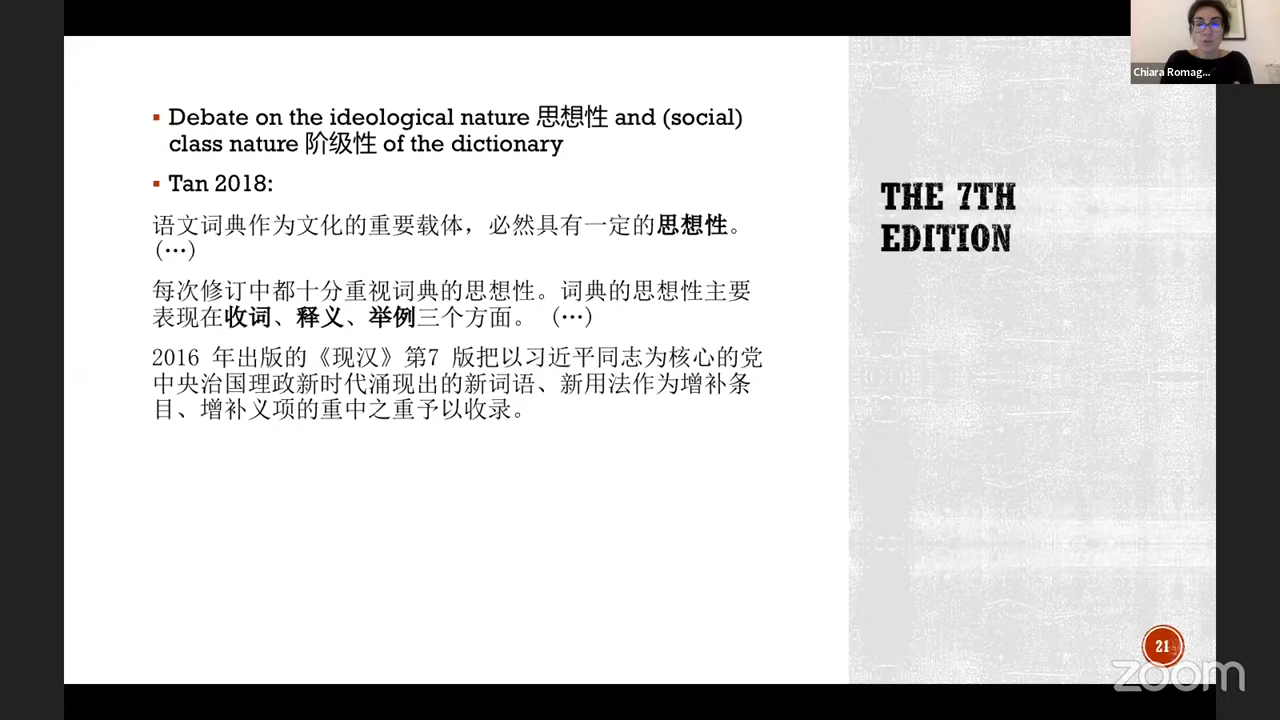 Chiara Romag...
▪ Debate on the ideological nature 思想性 and (social)
class nature 阶级性 of the dictionary
▪ Tan 2018:
语文词典作为文化的重要载体，必然具有一定的思想性。
(…)
每次修订中都十分重视词典的思想性。词典的思想性主要
表现在收词、释义、举例三个方面。 (…)
2016 年出版的《现汉》第7 版把以习近平同志为核心的党
中央治国理政新时代涌现出的新词语、新用法作为增补条
目、增补义项的重中之重予以收录。
THE 7TH
EDITION
21
zoom